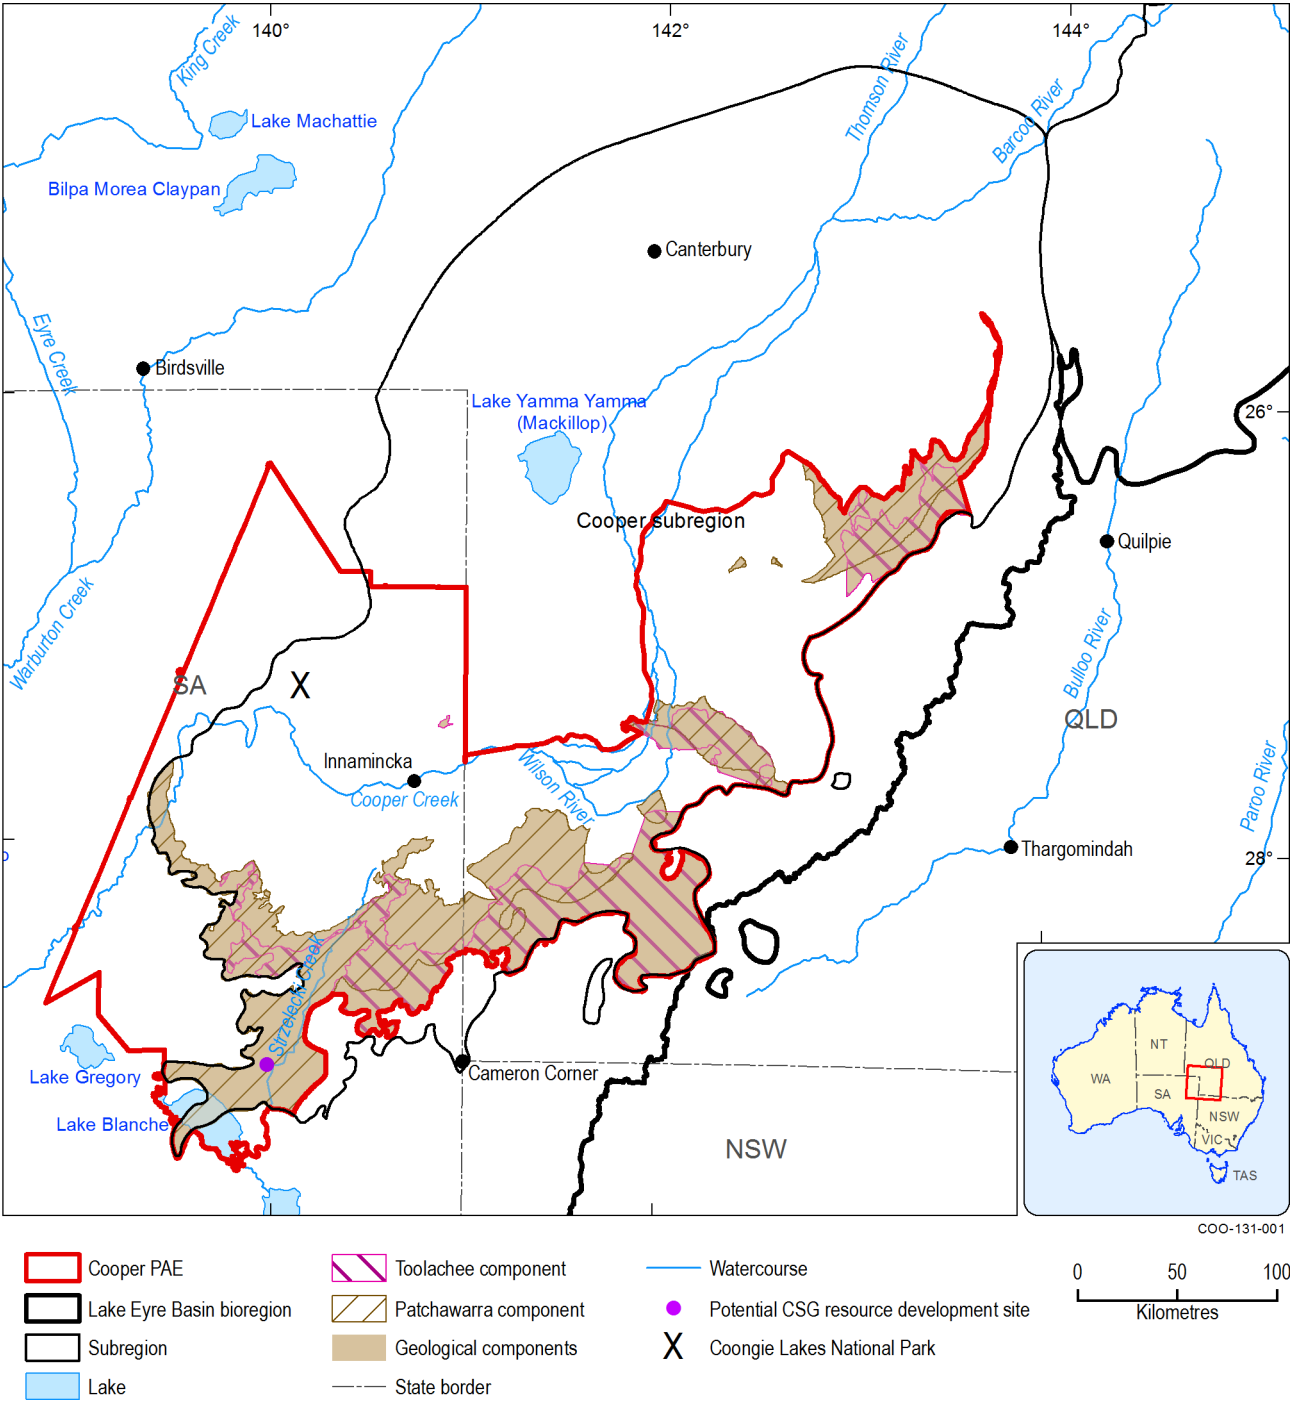 140°
142°
144°
King Creek
Thomson River
Barcoo River
Lake Machattie
Bilpa Morea Claypan
Canterbury
Eyre Creek
Birdsville
Lake Yamma Yamma
(Mackillop)
26°
Cooper subregion
Quilpie
Warburton Creek
SA
X
Bulloo River
QLD
Innamincka
Cooper Creek
Wilson River
Paroo River
Thargomindah
28°
Strzelecki Creek
Lake Gregory
Cameron Corner
Lake Blanche
NSW
NT
QLD
WA
SA
NSW
VIC
TAS
COO-131-001
Cooper PAE
Toolachee component
Watercourse
0 50 100
Kilometres
Lake Eyre Basin bioregion
Patchawarra component
Potential CSG resource development site
Subregion
Geological components
X Coongie Lakes National Park
Lake
State border